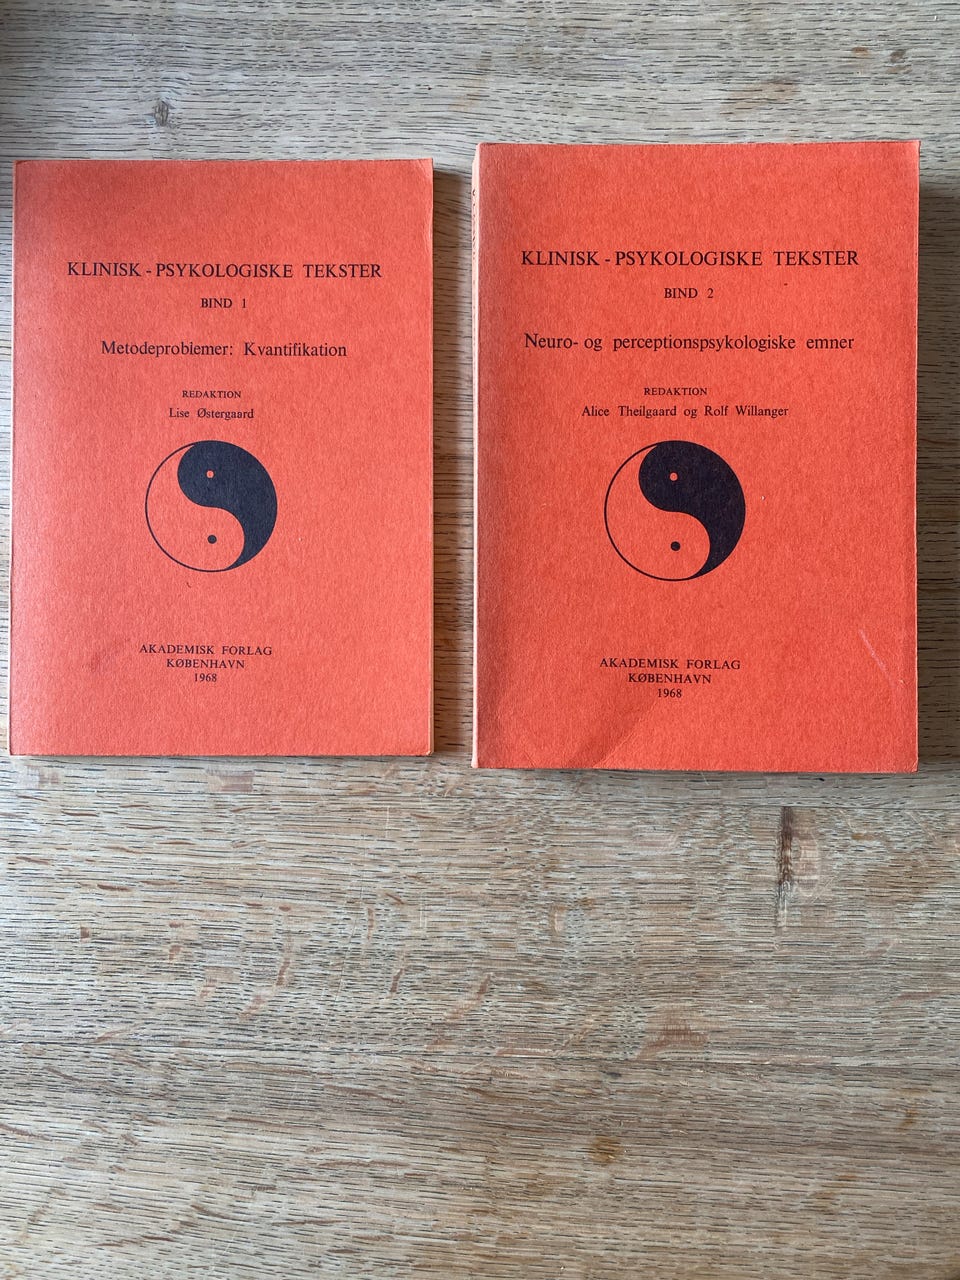 KLINISK - PSYKOLOGISKE TEKSTER
BIND 1
Metodeproblemer: Kvantifikation
REDAKTION
Lise Østergaard
AKADEMISK FORLAG
KØBENHAVN
1968
KLINISK - PSYKOLOGISKE TEKSTER
BIND 2
Neuro- og perceptionspsykologiske emner
REDAKTION
Alice Theilgaard og Rolf Willanger
AKADEMISK FORLAG
KØBENHAVN
1968